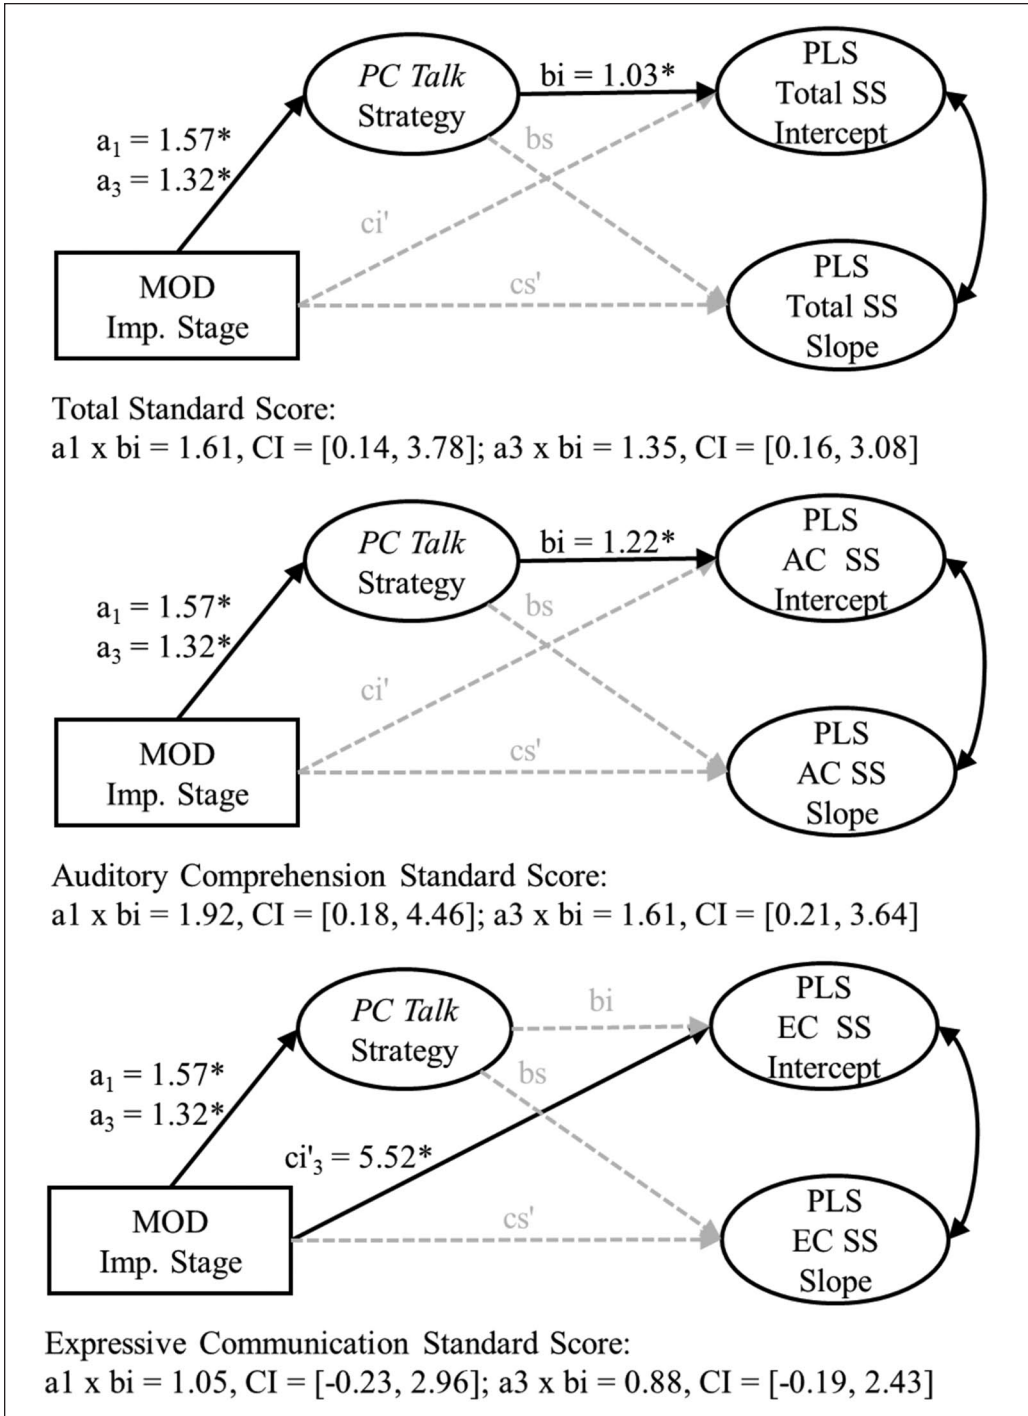 PC Talk
Strategy
bi = 1.03*
PLS
Total SS
Intercept
a₁ = 1.57*
a₃ = 1.32*
bs
ci'
cs'
MOD
Imp. Stage
PLS
Total SS
Slope
Total Standard Score:
a1 x bi = 1.61, CI = [0.14, 3.78]; a3 x bi = 1.35, CI = [0.16, 3.08]
PC Talk
Strategy
bi = 1.22*
PLS
AC SS
Intercept
a₁ = 1.57*
a₃ = 1.32*
bs
ci'
cs'
MOD
Imp. Stage
PLS
AC SS
Slope
Auditory Comprehension Standard Score:
a1 x bi = 1.92, CI = [0.18, 4.46]; a3 x bi = 1.61, CI = [0.21, 3.64]
PC Talk
Strategy
bi
PLS
EC SS
Intercept
a₁ = 1.57*
a₃ = 1.32*
bs
ci'₃ = 5.52*
cs'
MOD
Imp. Stage
PLS
EC SS
Slope
Expressive Communication Standard Score:
a1 x bi = 1.05, CI = [-0.23, 2.96]; a3 x bi = 0.88, CI = [-0.19, 2.43]